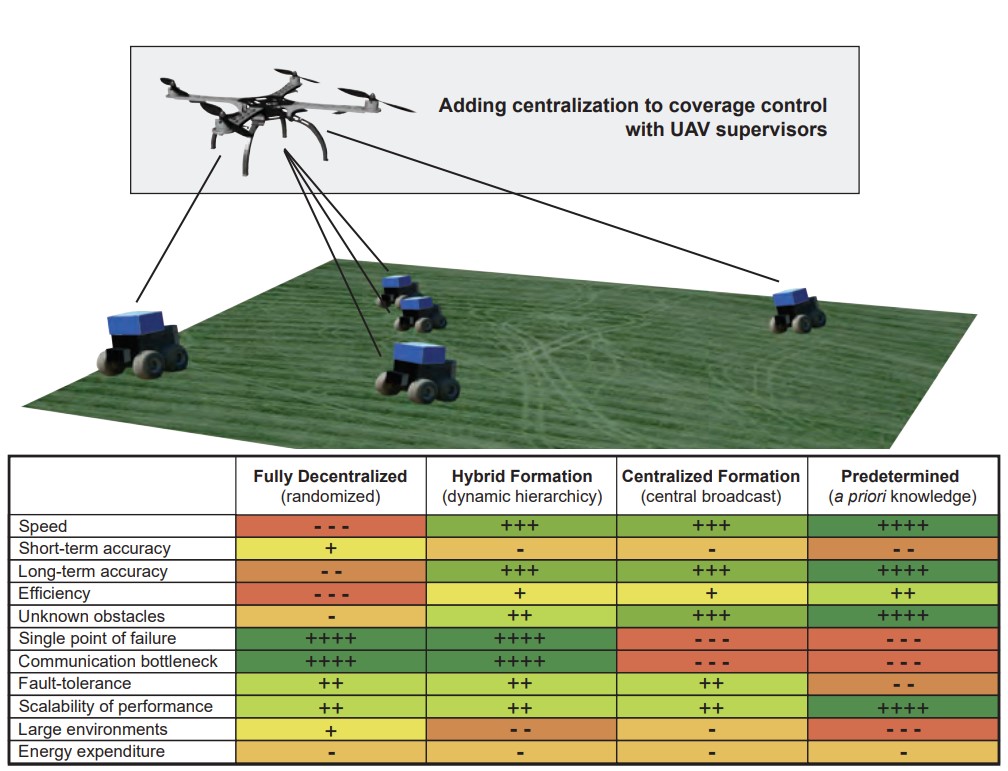 Adding centralization to coverage control
with UAV supervisors
Fully Decentralized Hybrid Formation Centralized Formation Predetermined
(randomized) (dynamic hierarchicy) (central broadcast) (a priori knowledge)
Speed - - - +++ +++ ++++
Short-term accuracy + - - - -
Long-term accuracy - - +++ +++ ++++
Efficiency - - - + + ++
Unknown obstacles - ++ +++ ++++
Single point of failure ++++ ++++ - - - - - -
Communication bottleneck ++++ ++++ - - - - - -
Fault-tolerance ++ ++ ++ - -
Scalability of performance ++ ++ ++ ++++
Large environments + - - - - - -
Energy expenditure - - - -